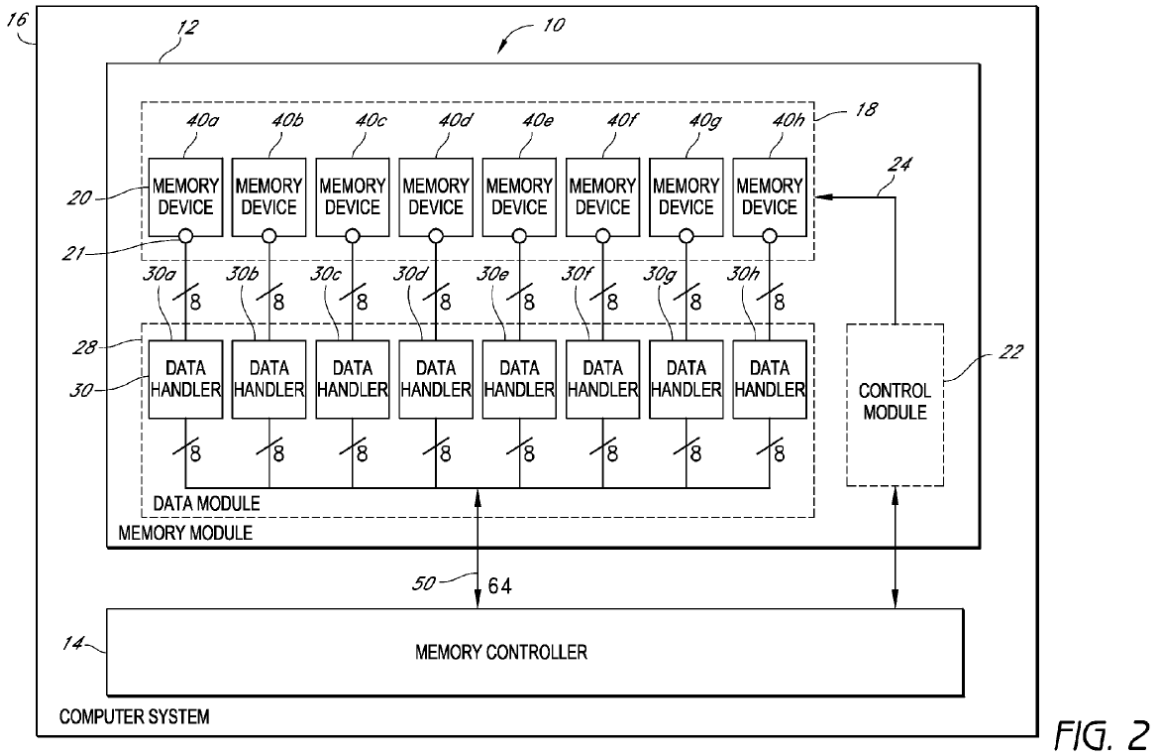 16
12
10
40a 40b 40c 40d 40e 40f 40g 40h 18
20 MEMORY DEVICE MEMORY DEVICE MEMORY DEVICE MEMORY DEVICE MEMORY DEVICE MEMORY DEVICE MEMORY DEVICE MEMORY DEVICE 24
21
30a 30b 30c 30d 30e 30f 30g 30h
8 8 8 8 8 8 8 8
28
30 DATA HANDLER DATA HANDLER DATA HANDLER DATA HANDLER DATA HANDLER DATA HANDLER DATA HANDLER DATA HANDLER
22
CONTROL
MODULE
8 8 8 8 8 8 8 8
DATA MODULE
MEMORY MODULE
50 64
14 MEMORY CONTROLLER
COMPUTER SYSTEM
FIG. 2